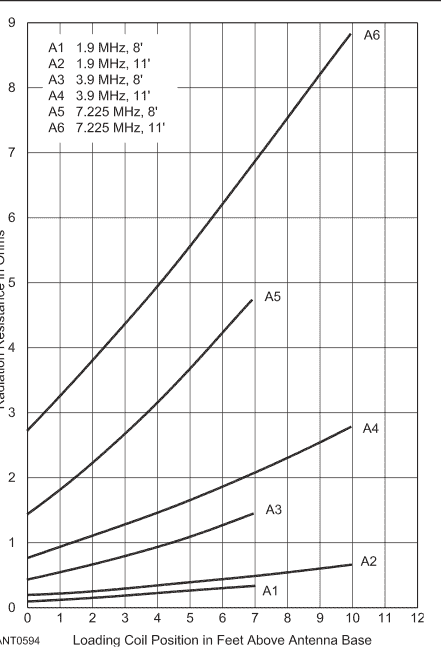 9
8
7
6
5
4
3
2
1
0
A1 1.9 MHz, 8'
A2 1.9 MHz, 11'
A3 3.9 MHz, 8'
A4 3.9 MHz, 11'
A5 7.225 MHz, 8'
A6 7.225 MHz, 11'
A6
A5
A4
A3
A2
A1
Radiation Resistance in Ohms
0 1 2 3 4 5 6 7 8 9 10 11 12
ANT0594
Loading Coil Position in Feet Above Antenna Base